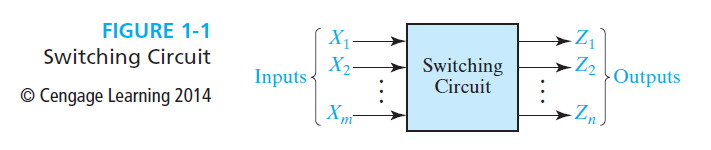 FIGURE 1-1
Switching Circuit
© Cengage Learning 2014
Inputs
X1
X2
⋮
Xm
Switching
Circuit
Z1
Z2
⋮
Zn
Outputs